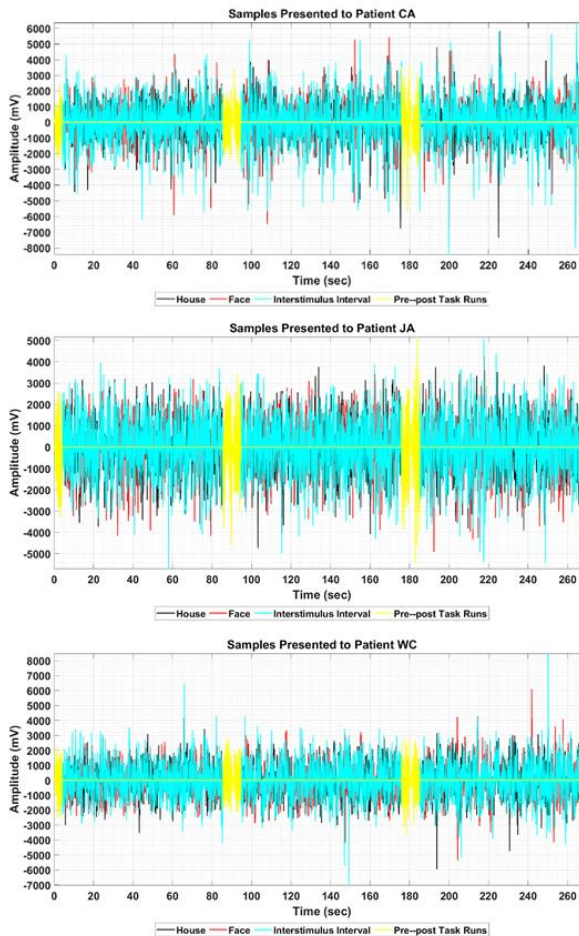 Samples Presented to Patient CA
Amplitude (mV)
6000
5000
4000
3000
2000
1000
0
-1000
-2000
-3000
-4000
-5000
-6000
-7000
-8000
0 20 40 60 80 100 120 140 160 180 200 220 240 260
Time (sec)
House Face Interstimulus Interval Pre--post Task Runs
Samples Presented to Patient JA
Amplitude (mV)
5000
4000
3000
2000
1000
0
-1000
-2000
-3000
-4000
-5000
0 20 40 60 80 100 120 140 160 180 200 220 240 260
Time (sec)
House Face Interstimulus Interval Pre--post Task Runs
Samples Presented to Patient WC
Amplitude (mV)
8000
7000
6000
5000
4000
3000
2000
1000
0
-1000
-2000
-3000
-4000
-5000
-6000
-7000
0 20 40 60 80 100 120 140 160 180 200 220 240 260
Time (sec)
House Face Interstimulus Interval Pre--post Task Runs